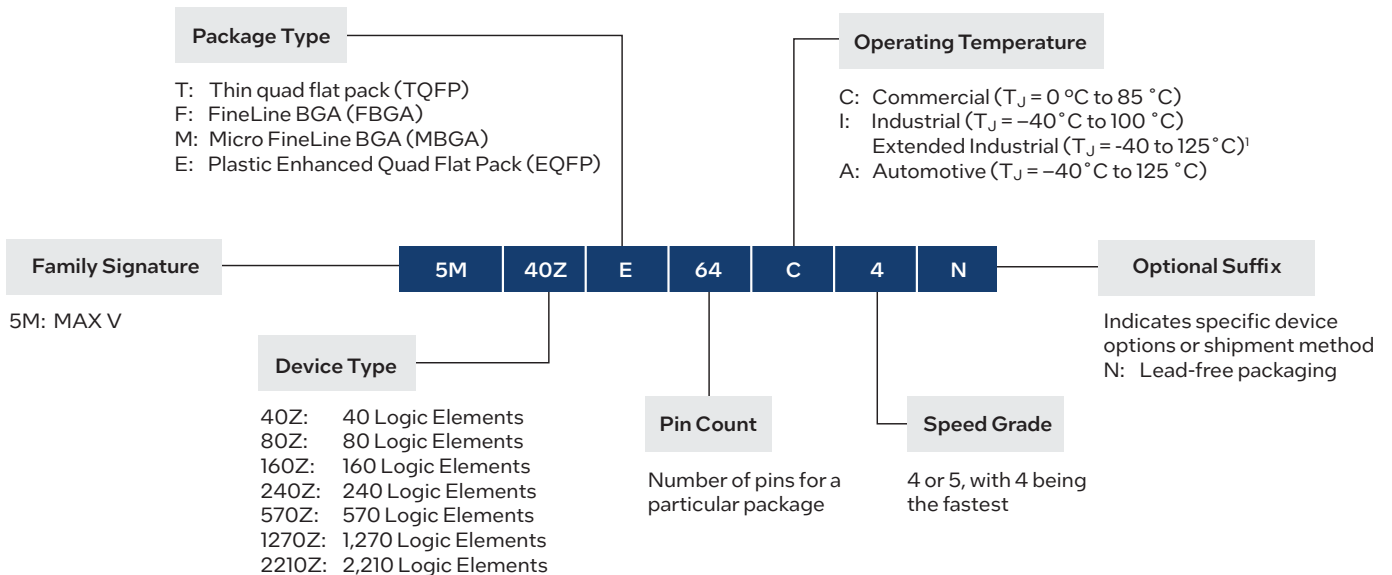 Package Type
T: Thin quad flat pack (TQFP)
F: FineLine BGA (FBGA)
M: Micro FineLine BGA (MBGA)
E: Plastic Enhanced Quad Flat Pack (EQFP)
Operating Temperature
C: Commercial (TJ = 0 ºC to 85 ˚C)
I: Industrial (TJ = –40˚C to 100 ˚C)
Extended Industrial (TJ = -40 to 125˚C)¹
A: Automotive (TJ = –40˚C to 125 ˚C)
Family Signature
5M: MAX V
5M 40Z E 64 C 4 N
Optional Suffix
Indicates specific device
options or shipment method
N: Lead-free packaging
Device Type
40Z: 40 Logic Elements
80Z: 80 Logic Elements
160Z: 160 Logic Elements
240Z: 240 Logic Elements
570Z: 570 Logic Elements
1270Z: 1,270 Logic Elements
2210Z: 2,210 Logic Elements
Pin Count
Number of pins for a
particular package
Speed Grade
4 or 5, with 4 being
the fastest